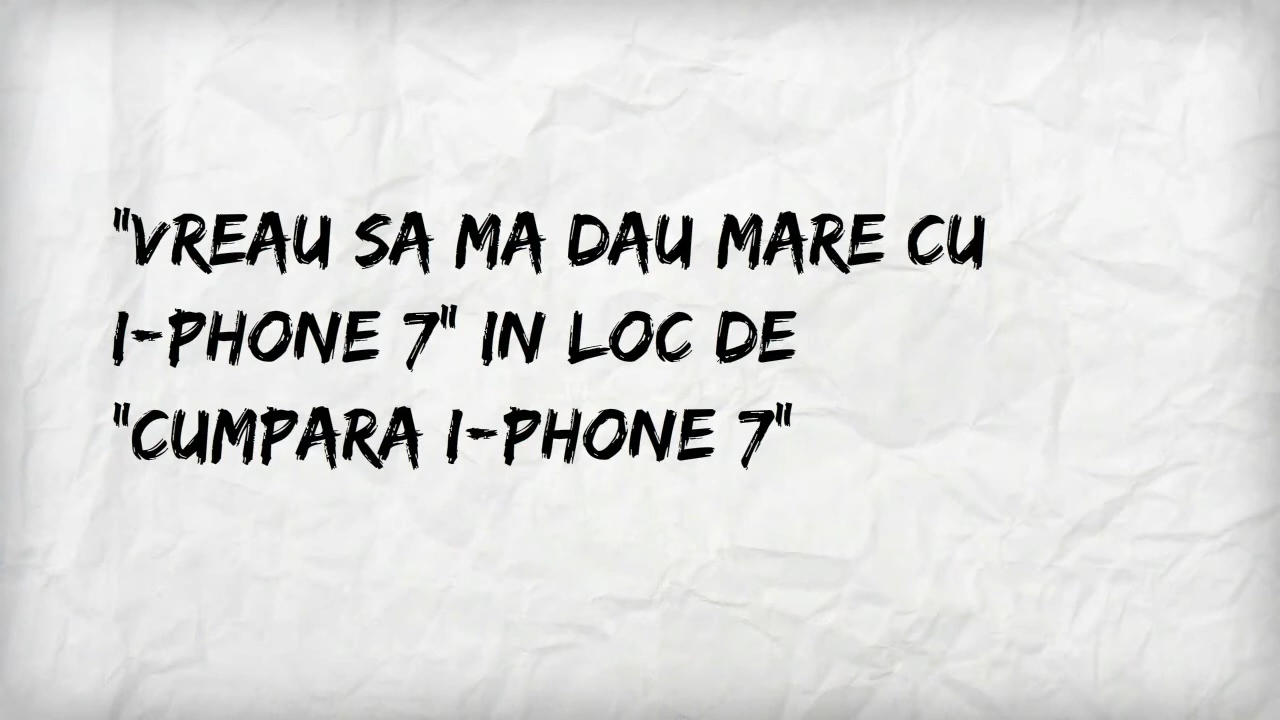 "VREAU SA MA DAU MARE CU
I-PHONE 7" IN LOC DE
"CUMPARA I-PHONE 7"